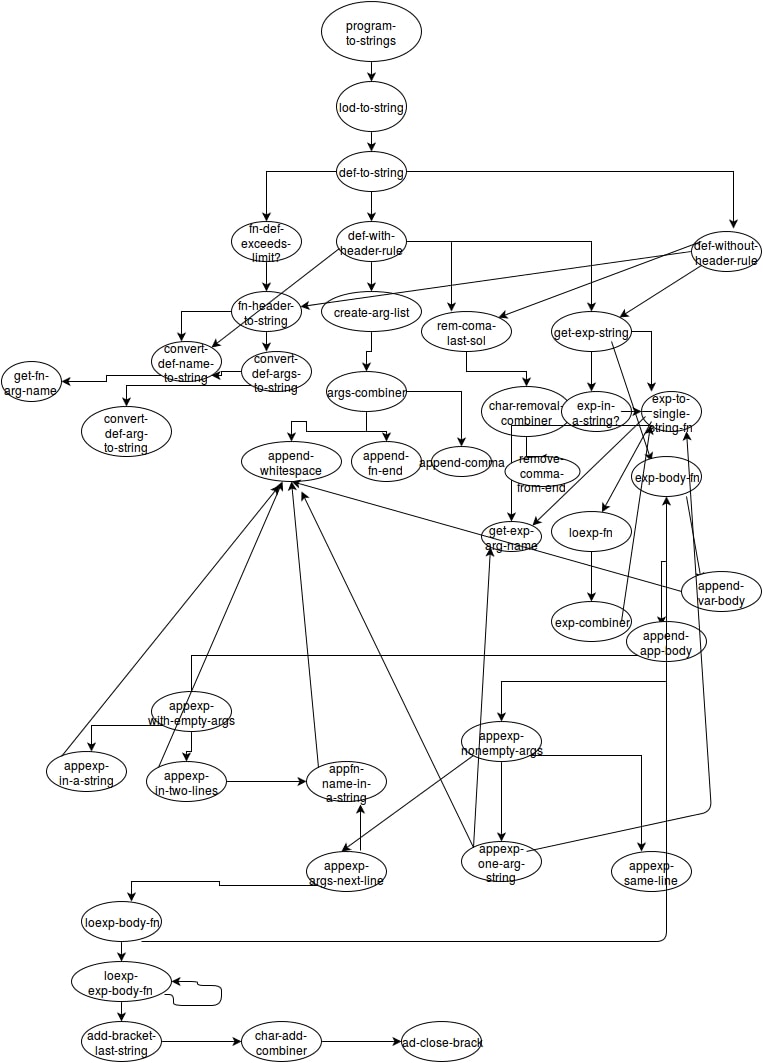 program-
to-strings
lod-to-string
def-to-string
fn-def-
exceeds-
limit?
def-with-
header-rule
def-without-
header-rule
fn-header-
to-string
create-arg-list
rem-coma-
last-sol
get-exp-string
convert-
def-name-
to-string
convert-
def-args-
to-string
get-fn-
arg-name
args-combiner
char-removal-
combiner
exp-in-
a-string?
exp-to-
single-
string-fn
convert-
def-arg-
to-string
append-
whitespace
append-
fn-end
append-comma
remove-
comma-
from-end
exp-body-fn
get-exp-
arg-name
loexp-fn
append-
var-body
exp-combiner
append-
app-body
appexp-
with-empty-args
appexp-
nonempty-args
appexp-
in-a-string
appexp-
in-two-lines
appfn-
name-in-
a-string
appexp-
args-next-line
appexp-
one-arg-
string
appexp-
same-line
loexp-body-fn
loexp-
exp-body-fn
add-bracket-
last-string
char-add-
combiner
ad-close-brack